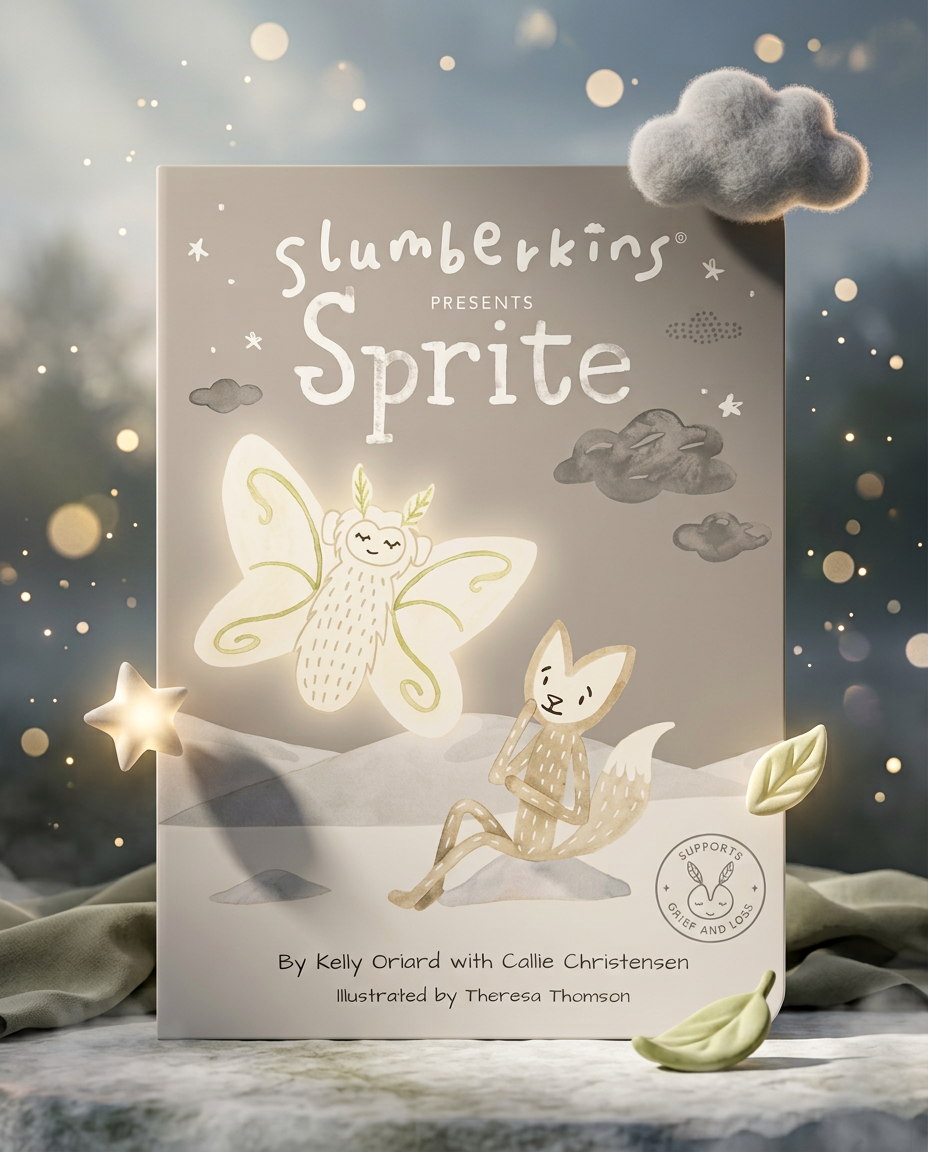 slumberkins®
PRESENTS
Sprite
SUPPORTS
GRIEF AND LOSS
By Kelly Oriard with Callie Christensen
Illustrated by Theresa Thomson